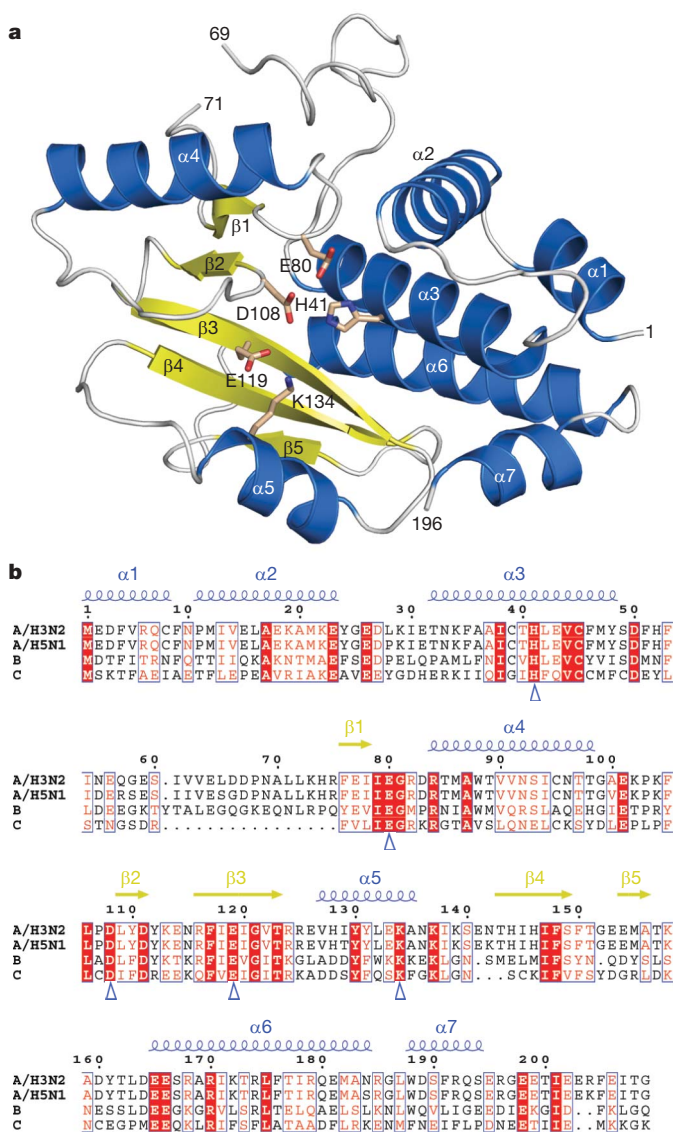 a
69
71
α4
α2
β1
β2
E80
α1
α3
D108
H41
1
β3
α6
β4
E119
K134
β5
α5
α7
196
b
α1 α2 α3
1 10 20 30 40 50
A/H3N2 MEDFVRQCFNPMIVELAEKAMKEYGEDLKIETNKFAAICTHLEVCFMYSDFHF
A/H5N1 MEDFVRQCFNPMIVELAEKAMKEYGEDPKIETNKFAAICTHLEVCFMYSDFHF
B MDTFITRNFQTTIIQKAKNTMAEFSEDPELQPAMLFNICVHLEVCYVISDMNF
C MSKTFAEIAETFLEPEAVRIAKEAVEEYGDHERKIIQIGIHFQVCCMFCDEYL
β1 α4
60 70 80 90 100
A/H3N2 INEQGES.IVVELDDPNALLKHRFEIIEGRDRTMAWTVVNSICNTTGAEKPKF
A/H5N1 IDERSES.IIVESGDPNALLKHRFEIIEGRDRTMAWTVVNSICNTTGVEKPKF
B LDEEGKTYTALEGQGKEQNLRPQYEVIEGMPRNIAWMVQRSLAQEHGIETPRY
C STNGSDR................FVLIEGRKRGTAVSLQNELCKSYDLEPLPF
β2 β3 α5 β4 β5
110 120 130 140 150
A/H3N2 LPDLYDYKENRFIEIGVTRREVHIYYLEKANKIKSENTHIHIFSFTGEEMATK
A/H5N1 LPDLYDYKENRFIEIGVTRREVHTYYLEKANKIKSEKTHIHIFSFTGEEMATK
B LADLFDYKTKRFIEVGITRKADDYFWKKKEKLGN.SMELMIFSYN.QDYSLS
C LCDIFDREEKQFVEIGITRKADDSYFQSKFGKLGN...SCKIFVFSYDGRLDK
α6 α7
160 170 180 190 200
A/H3N2 ADYTLDEESRARIKTRLFTIRQEMANRGLWDSFRQSERGEETIEERFEITG
A/H5N1 ADYTLDEESRARIKTRLFTIRQEMASRGLWDSFRQSERGEETIEEKFEITG
B NESSLDEEGKGRVLSRLTELQAELSLKNLWQVLIGEEDIEKGID.FKLGQ
C NCEGPMEEQKLRIFSFLATAADFLRKENMFNEIFLRDNEETIIE.MKEGK